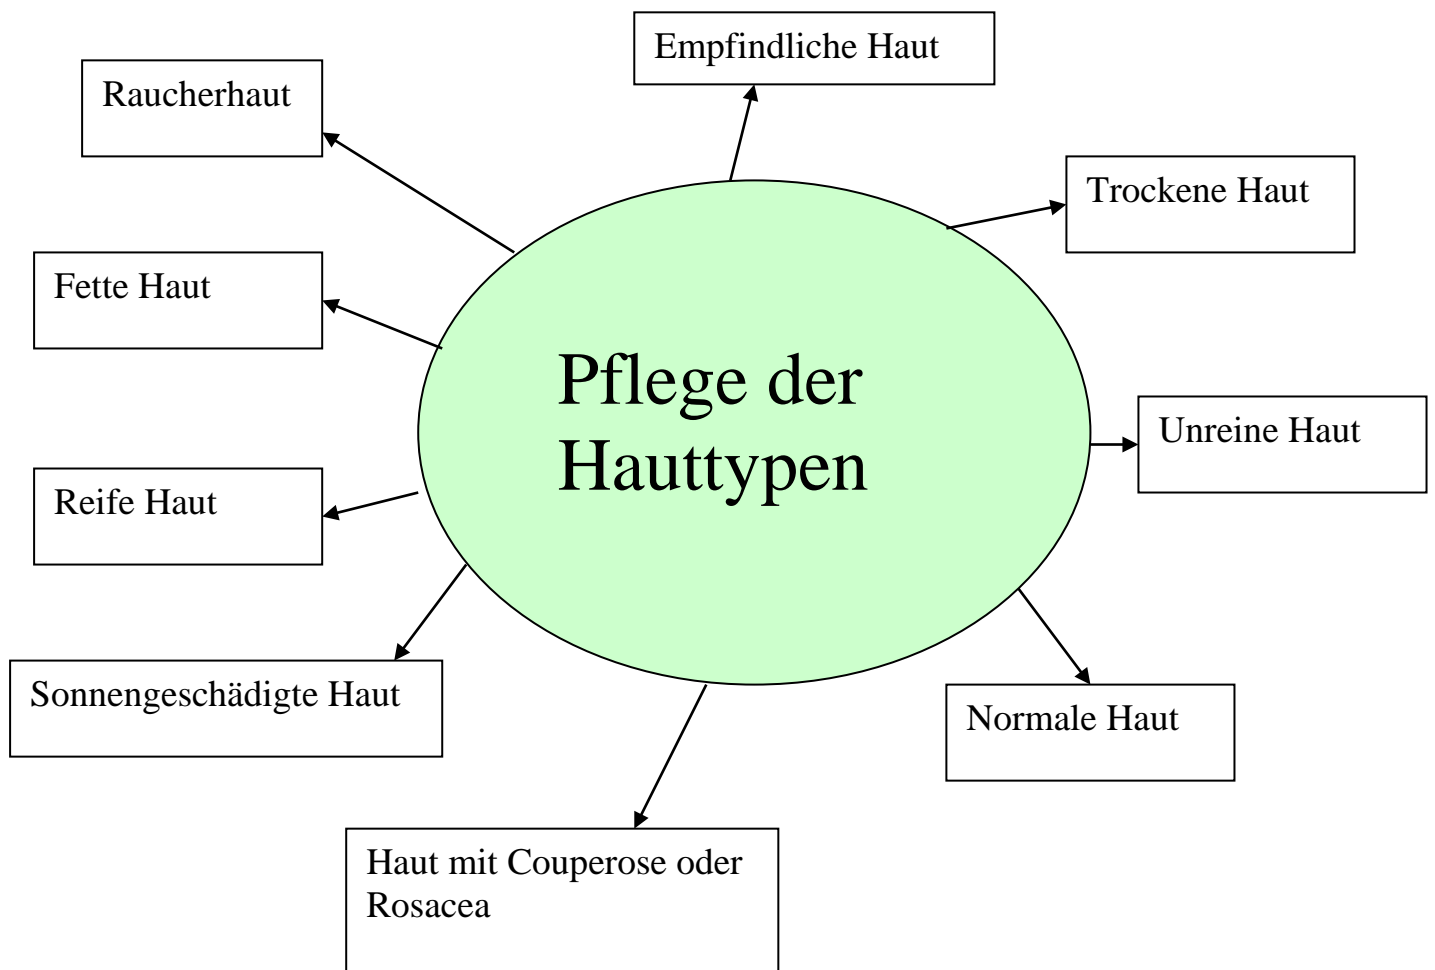 Empfindliche Haut
Raucherhaut
Trockene Haut
Fette Haut
Pflege der
Hauttypen
Unreine Haut
Reife Haut
Sonnengeschädigte Haut
Normale Haut
Haut mit Couperose oder
Rosacea